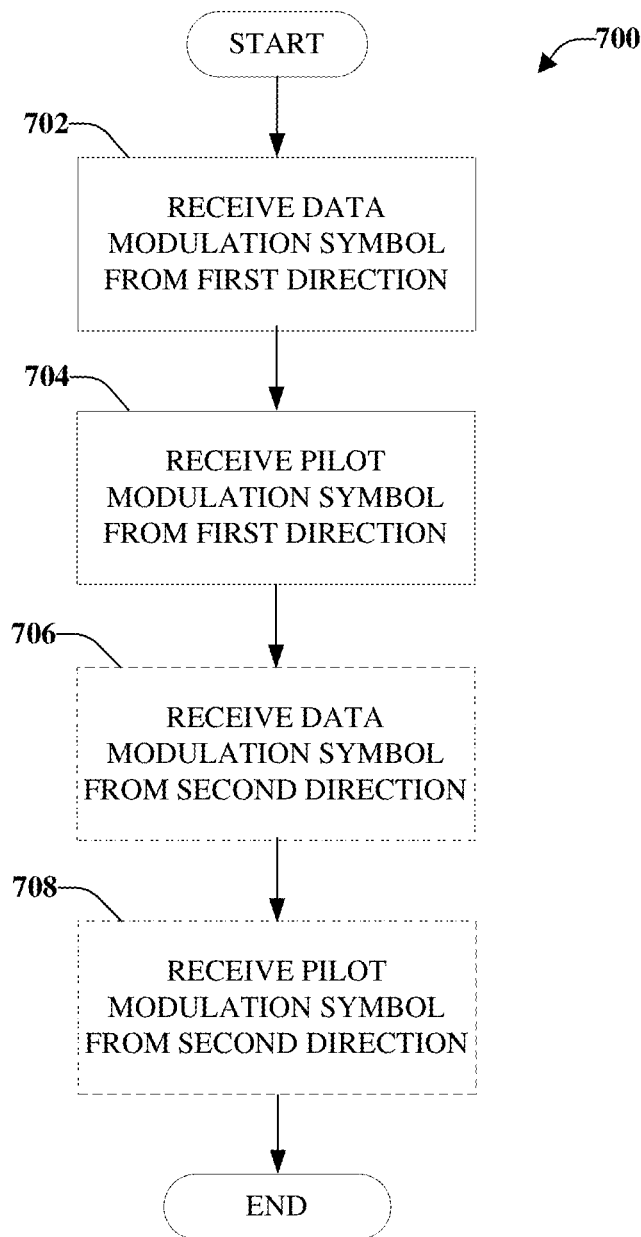 START
700
702
RECEIVE DATA
MODULATION SYMBOL
FROM FIRST DIRECTION
704
RECEIVE PILOT
MODULATION SYMBOL
FROM FIRST DIRECTION
706
RECEIVE DATA
MODULATION SYMBOL
FROM SECOND DIRECTION
708
RECEIVE PILOT
MODULATION SYMBOL
FROM SECOND DIRECTION
END